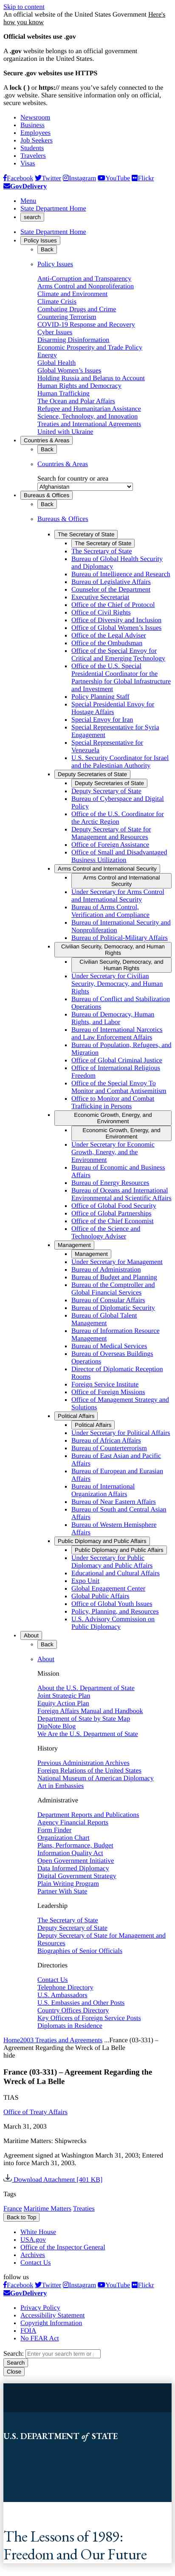 Skip to content
An official website of the United States Government Here's
how you know
Official websites use .gov
A .gov website belongs to an official government
organization in the United States.
Secure .gov websites use HTTPS
A lock ( ) or https:// means you've safely connected to the
.gov website. Share sensitive information only on official,
secure websites.
Newsroom
Business
Employees
Job Seekers
Students
Travelers
Visas
Facebook Twitter Instagram YouTube Flickr
GovDelivery
Menu
State Department Home
search
State Department Home
Policy Issues
Back
Policy Issues
Anti-Corruption and Transparency
Arms Control and Nonproliferation
Climate and Environment
Climate Crisis
Combating Drugs and Crime
Countering Terrorism
COVID-19 Response and Recovery
Cyber Issues
Disarming Disinformation
Economic Prosperity and Trade Policy
Energy
Global Health
Global Women's Issues
Holding Russia and Belarus to Account
Human Rights and Democracy
Human Trafficking
The Ocean and Polar Affairs
Refugee and Humanitarian Assistance
Science, Technology, and Innovation
Treaties and International Agreements
United with Ukraine
Countries & Areas
Back
Countries & Areas
Search for country or area
Afghanistan
Bureaus & Offices
Back
Bureaus & Offices
The Secretary of State
The Secretary of State
The Secretary of State
Bureau of Global Health Security
and Diplomacy
Bureau of Intelligence and Research
Bureau of Legislative Affairs
Counselor of the Department
Executive Secretariat
Office of the Chief of Protocol
Office of Civil Rights
Office of Diversity and Inclusion
Office of Global Women's Issues
Office of the Legal Adviser
Office of the Ombudsman
Office of the Special Envoy for
Critical and Emerging Technology
Office of the U.S. Special
Presidential Coordinator for the
Partnership for Global Infrastructure
and Investment
Policy Planning Staff
Special Presidential Envoy for
Hostage Affairs
Special Envoy for Iran
Special Representative for Syria
Engagement
Special Representative for
Venezuela
U.S. Security Coordinator for Israel
and the Palestinian Authority
Deputy Secretaries of State
Deputy Secretaries of State
Deputy Secretary of State
Bureau of Cyberspace and Digital
Policy
Office of the U.S. Coordinator for
the Arctic Region
Deputy Secretary of State for
Management and Resources
Office of Foreign Assistance
Office of Small and Disadvantaged
Business Utilization
Arms Control and International Security
Arms Control and International
Security
Under Secretary for Arms Control
and International Security
Bureau of Arms Control,
Verification and Compliance
Bureau of International Security and
Nonproliferation
Bureau of Political-Military Affairs
Civilian Security, Democracy, and Human
Rights
Civilian Security, Democracy, and
Human Rights
Under Secretary for Civilian
Security, Democracy, and Human
Rights
Bureau of Conflict and Stabilization
Operations
Bureau of Democracy, Human
Rights, and Labor
Bureau of International Narcotics
and Law Enforcement Affairs
Bureau of Population, Refugees, and
Migration
Office of Global Criminal Justice
Office of International Religious
Freedom
Office of the Special Envoy To
Monitor and Combat Antisemitism
Office to Monitor and Combat
Trafficking in Persons
Economic Growth, Energy, and
Environment
Economic Growth, Energy, and
Environment
Under Secretary for Economic
Growth, Energy, and the
Environment
Bureau of Economic and Business
Affairs
Bureau of Energy Resources
Bureau of Oceans and International
Environmental and Scientific Affairs
Office of Global Food Security
Office of Global Partnerships
Office of the Chief Economist
Office of the Science and
Technology Adviser
Management
Management
Under Secretary for Management
Bureau of Administration
Bureau of Budget and Planning
Bureau of the Comptroller and
Global Financial Services
Bureau of Consular Affairs
Bureau of Diplomatic Security
Bureau of Global Talent
Management
Bureau of Information Resource
Management
Bureau of Medical Services
Bureau of Overseas Buildings
Operations
Director of Diplomatic Reception
Rooms
Foreign Service Institute
Office of Foreign Missions
Office of Management Strategy and
Solutions
Political Affairs
Political Affairs
Under Secretary for Political Affairs
Bureau of African Affairs
Bureau of Counterterrorism
Bureau of East Asian and Pacific
Affairs
Bureau of European and Eurasian
Affairs
Bureau of International
Organization Affairs
Bureau of Near Eastern Affairs
Bureau of South and Central Asian
Affairs
Bureau of Western Hemisphere
Affairs
Public Diplomacy and Public Affairs
Public Diplomacy and Public Affairs
Under Secretary for Public
Diplomacy and Public Affairs
Educational and Cultural Affairs
Expo Unit
Global Engagement Center
Global Public Affairs
Office of Global Youth Issues
Policy, Planning, and Resources
U.S. Advisory Commission on
Public Diplomacy
About
Back
About
Mission
About the U.S. Department of State
Joint Strategic Plan
Equity Action Plan
Foreign Affairs Manual and Handbook
Department of State by State Map
DipNote Blog
We Are the U.S. Department of State
History
Previous Administration Archives
Foreign Relations of the United States
National Museum of American Diplomacy
Art in Embassies
Administrative
Department Reports and Publications
Agency Financial Reports
Form Finder
Organization Chart
Plans, Performance, Budget
Information Quality Act
Open Government Initiative
Data Informed Diplomacy
Digital Government Strategy
Plain Writing Program
Partner With State
Leadership
The Secretary of State
Deputy Secretary of State
Deputy Secretary of State for Management and
Resources
Biographies of Senior Officials
Directories
Contact Us
Telephone Directory
U.S. Ambassadors
U.S. Embassies and Other Posts
Country Offices Directory
Key Officers of Foreign Service Posts
Diplomats in Residence
Home2003 Treaties and Agreements ...France (03-331) –
Agreement Regarding the Wreck of La Belle
hide
France (03-331) – Agreement Regarding the
Wreck of La Belle
TIAS
Office of Treaty Affairs
March 31, 2003
Maritime Matters: Shipwrecks
Agreement signed at Washington March 31, 2003; Entered
into force March 31, 2003.
Download Attachment [401 KB]
Tags
France Maritime Matters Treaties
Back to Top
White House
USA.gov
Office of the Inspector General
Archives
Contact Us
follow us
Facebook Twitter Instagram YouTube Flickr
GovDelivery
Privacy Policy
Accessibility Statement
Copyright Information
FOIA
No FEAR Act
Search: Enter your search term or
Search
Close
U.S. DEPARTMENT of STATE
The Lessons of 1989:
Freedom and Our Future